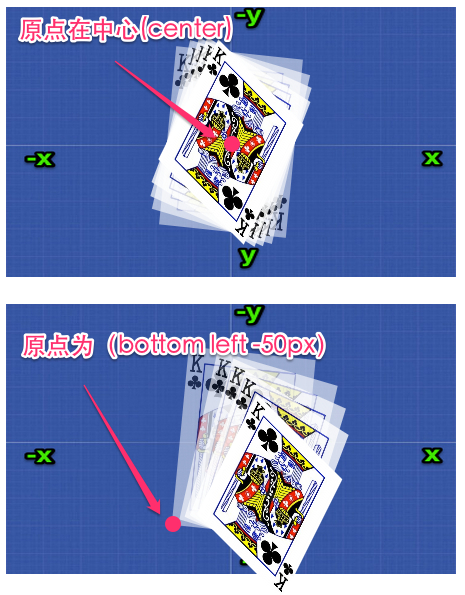 原点在中心(center)
-y
K K K K
-x
x
K K K K
y
原点为 (bottom left -50px)
-y
K K K K K
-x
x
K